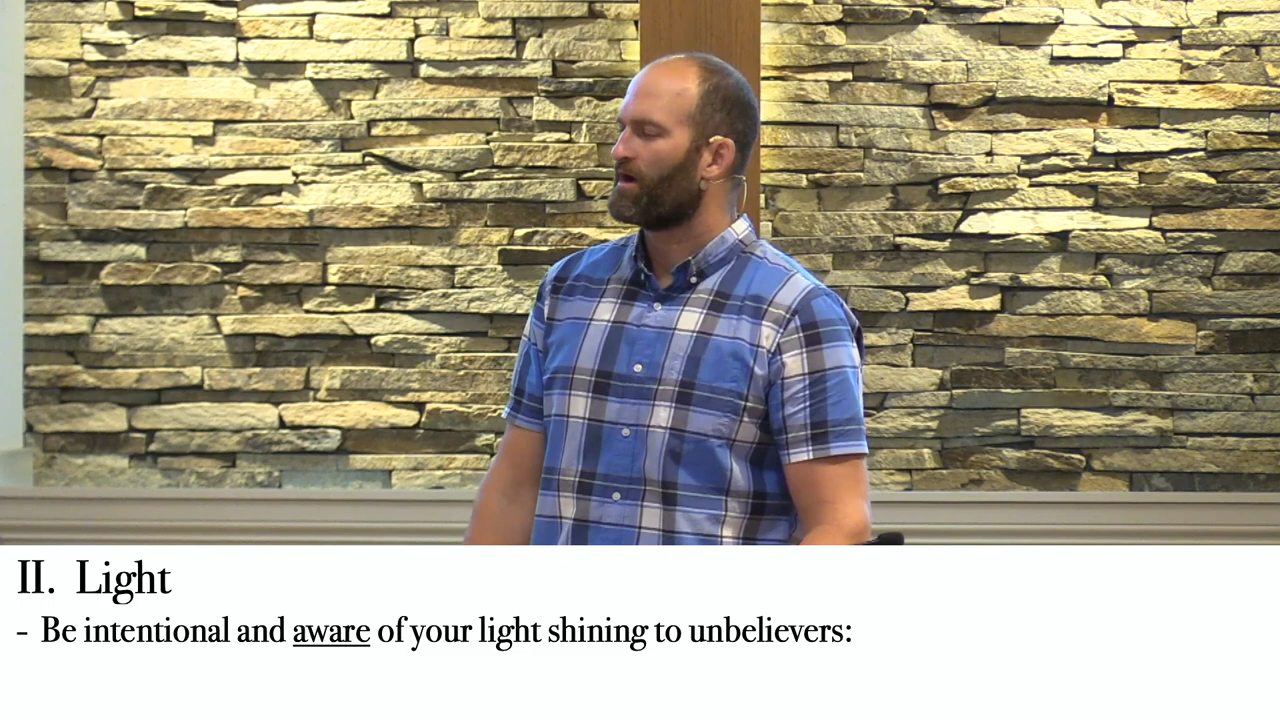 II. Light
- Be intentional and aware of your light shining to unbelievers: